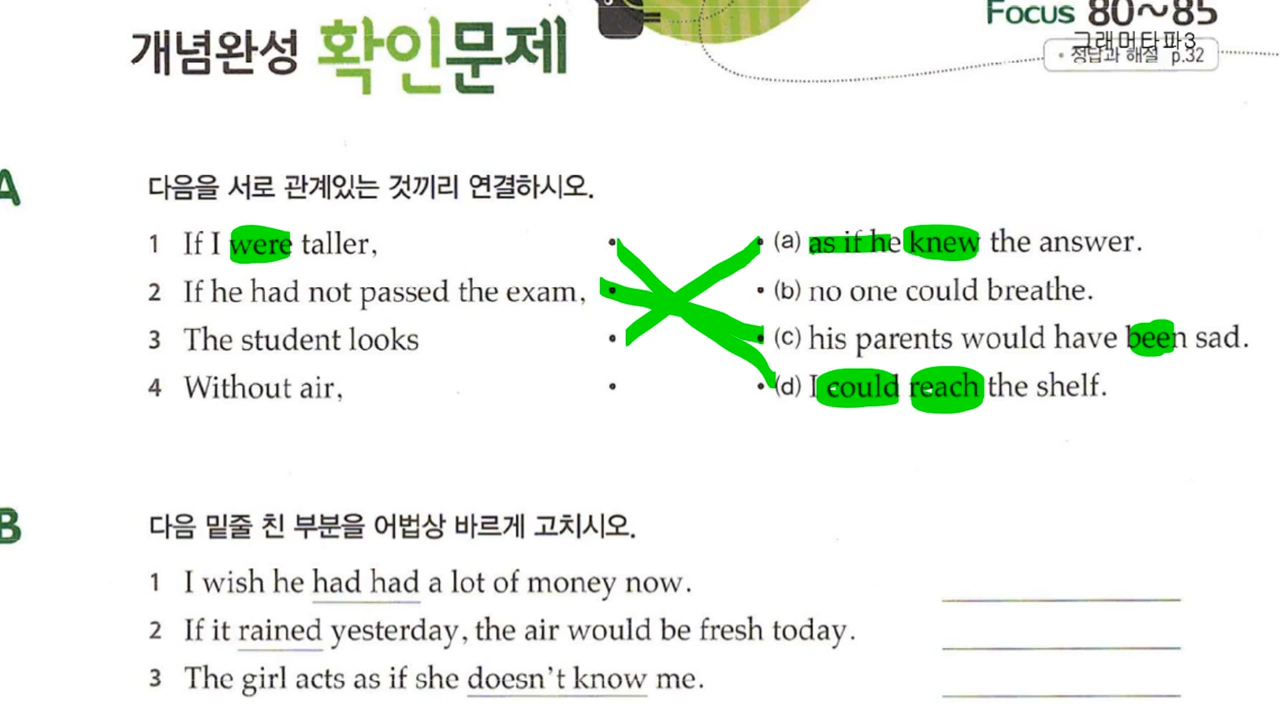 Focus 80~85
그래머타파3
• 정답과 해설 p.32
개념완성 확인문제
A 다음을 서로 관계있는 것끼리 연결하시오.
1 If I were taller, • • (a) as if he knew the answer.
2 If he had not passed the exam, • • (b) no one could breathe.
3 The student looks • • (c) his parents would have been sad.
4 Without air, • • (d) I could reach the shelf.
B 다음 밑줄 친 부분을 어법상 바르게 고치시오.
1 I wish he had had a lot of money now.
2 If it rained yesterday, the air would be fresh today.
3 The girl acts as if she doesn't know me.